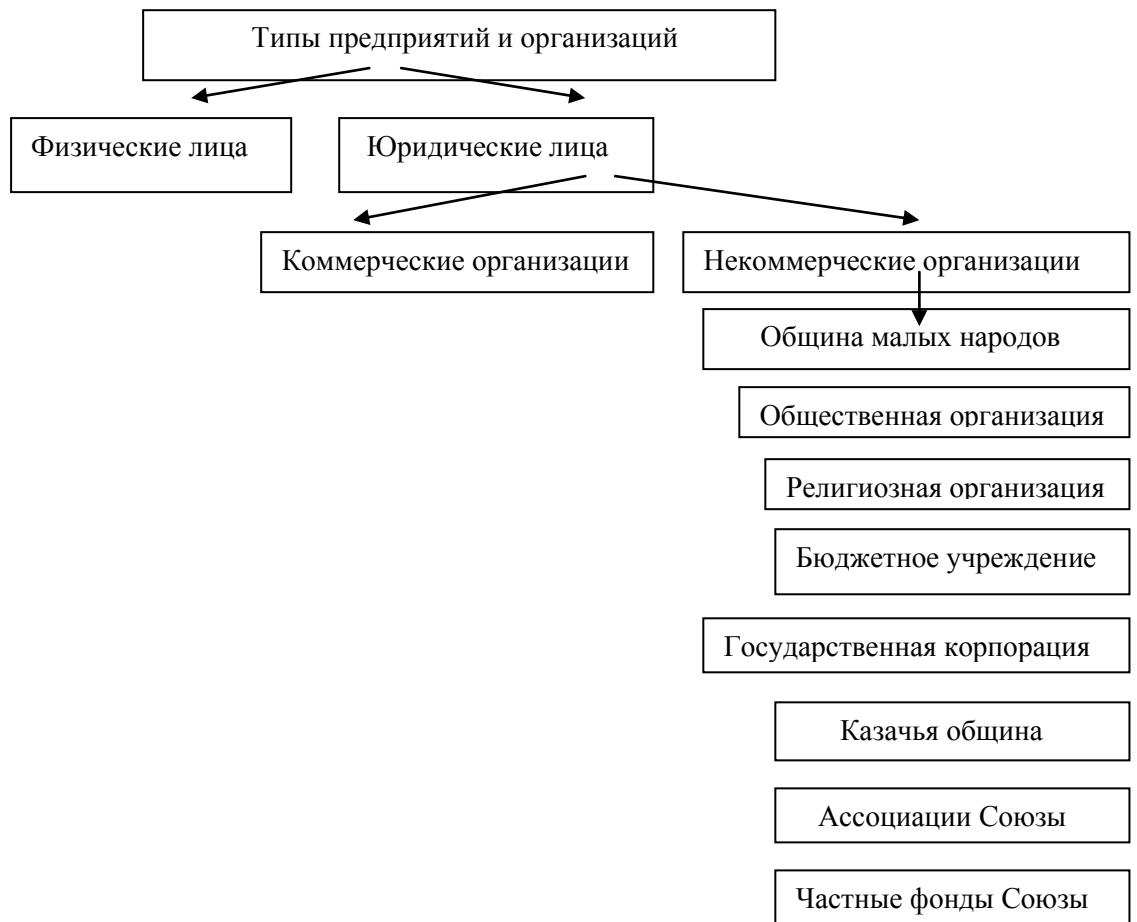 Типы предприятий и организаций
Физические лица
Юридические лица
Коммерческие организации
Некоммерческие организации
Община малых народов
Общественная организация
Религиозная организация
Бюджетное учреждение
Государственная корпорация
Казачья община
Ассоциации Союзы
Частные фонды Союзы